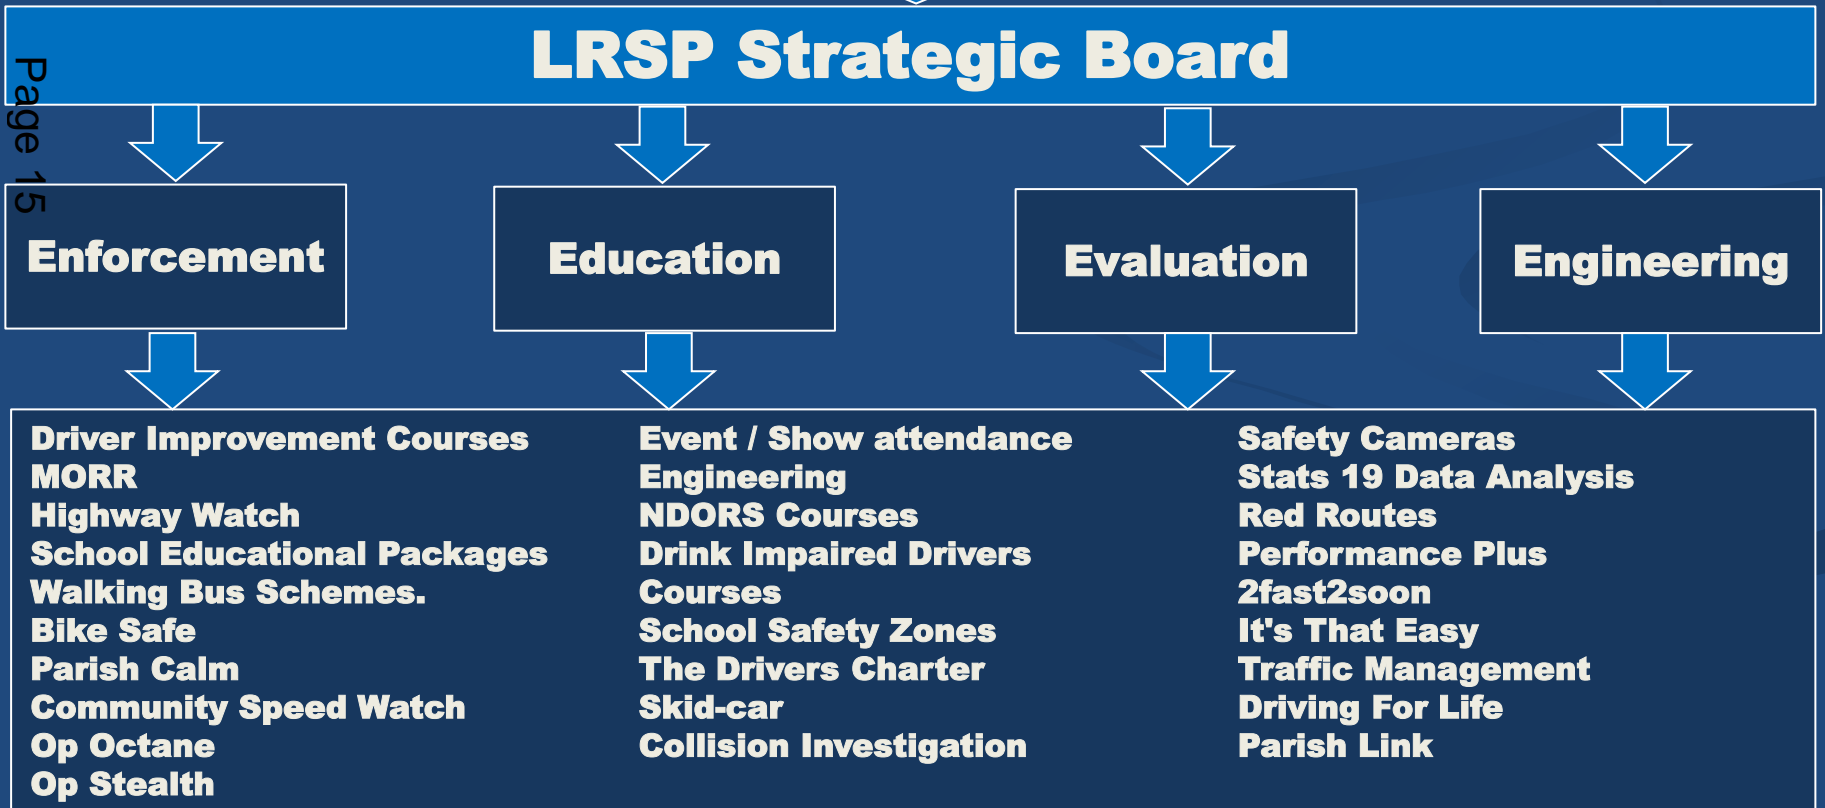 LRSP Strategic Board
Page 15
Enforcement
Education
Evaluation
Engineering
Driver Improvement Courses
MORR
Highway Watch
School Educational Packages
Walking Bus Schemes.
Bike Safe
Parish Calm
Community Speed Watch
Op Octane
Op Stealth
Event / Show attendance
Engineering
NDORS Courses
Drink Impaired Drivers
Courses
School Safety Zones
The Drivers Charter
Skid-car
Collision Investigation
Safety Cameras
Stats 19 Data Analysis
Red Routes
Performance Plus
2fast2soon
It's That Easy
Traffic Management
Driving For Life
Parish Link